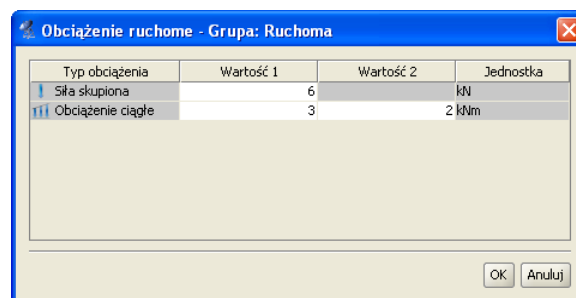 Obciążenie ruchome - Grupa: Ruchoma
Typ obciążenia Wartość 1 Wartość 2 Jednostka
Siła skupiona 6 kN
Obciążenie ciągłe 3 2 kNm
OK Anuluj